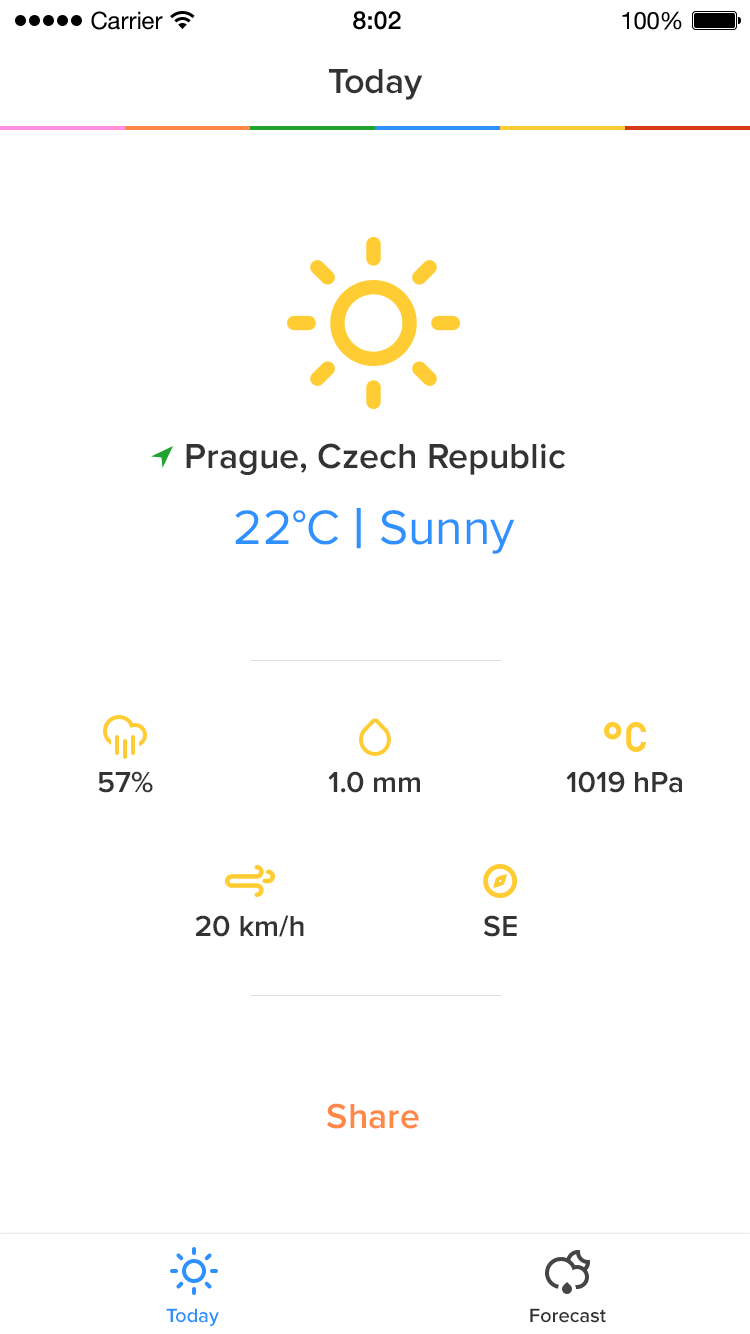 Carrier 8:02 100%
Today
Prague, Czech Republic
22°C | Sunny
°C
57% 1.0 mm 1019 hPa
20 km/h SE
Share
Today Forecast